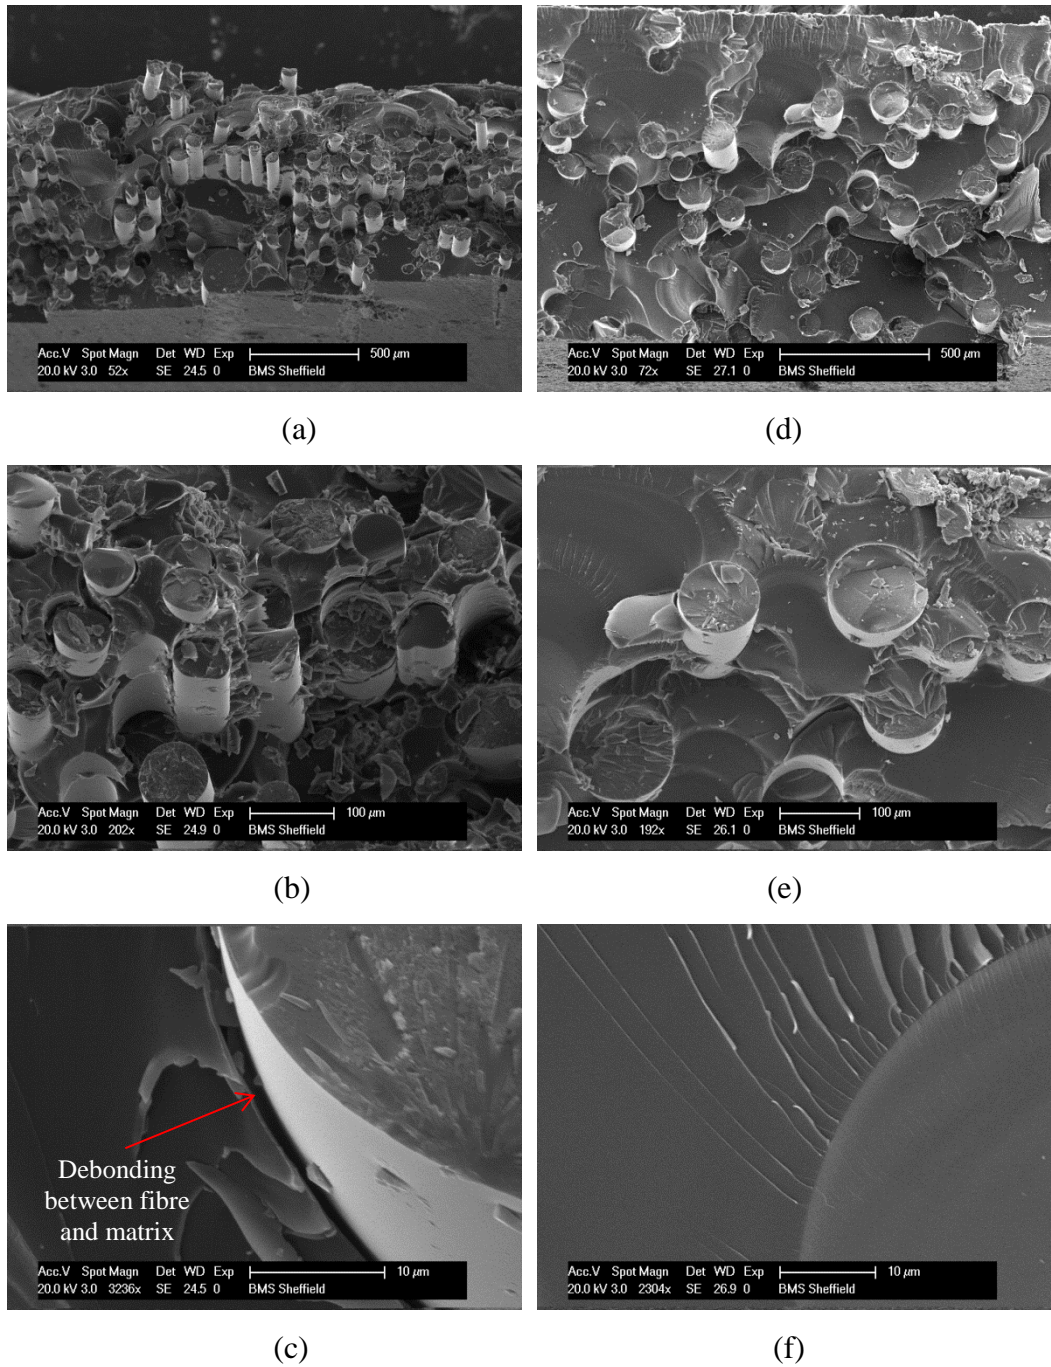 Acc.V Spot Magn Det WD Exp 500 µm
20.0 kV 3.0 52x SE 24.5 0 BMS Sheffield
(a)
Acc.V Spot Magn Det WD Exp 500 µm
20.0 kV 3.0 72x SE 27.1 0 BMS Sheffield
(d)
Acc.V Spot Magn Det WD Exp 100 µm
20.0 kV 3.0 202x SE 24.9 0 BMS Sheffield
(b)
Acc.V Spot Magn Det WD Exp 100 µm
20.0 kV 3.0 192x SE 26.1 0 BMS Sheffield
(e)
Debonding
between fibre
and matrix
Acc.V Spot Magn Det WD Exp 10 µm
20.0 kV 3.0 3236x SE 24.5 0 BMS Sheffield
(c)
Acc.V Spot Magn Det WD Exp 10 µm
20.0 kV 3.0 2304x SE 26.9 0 BMS Sheffield
(f)